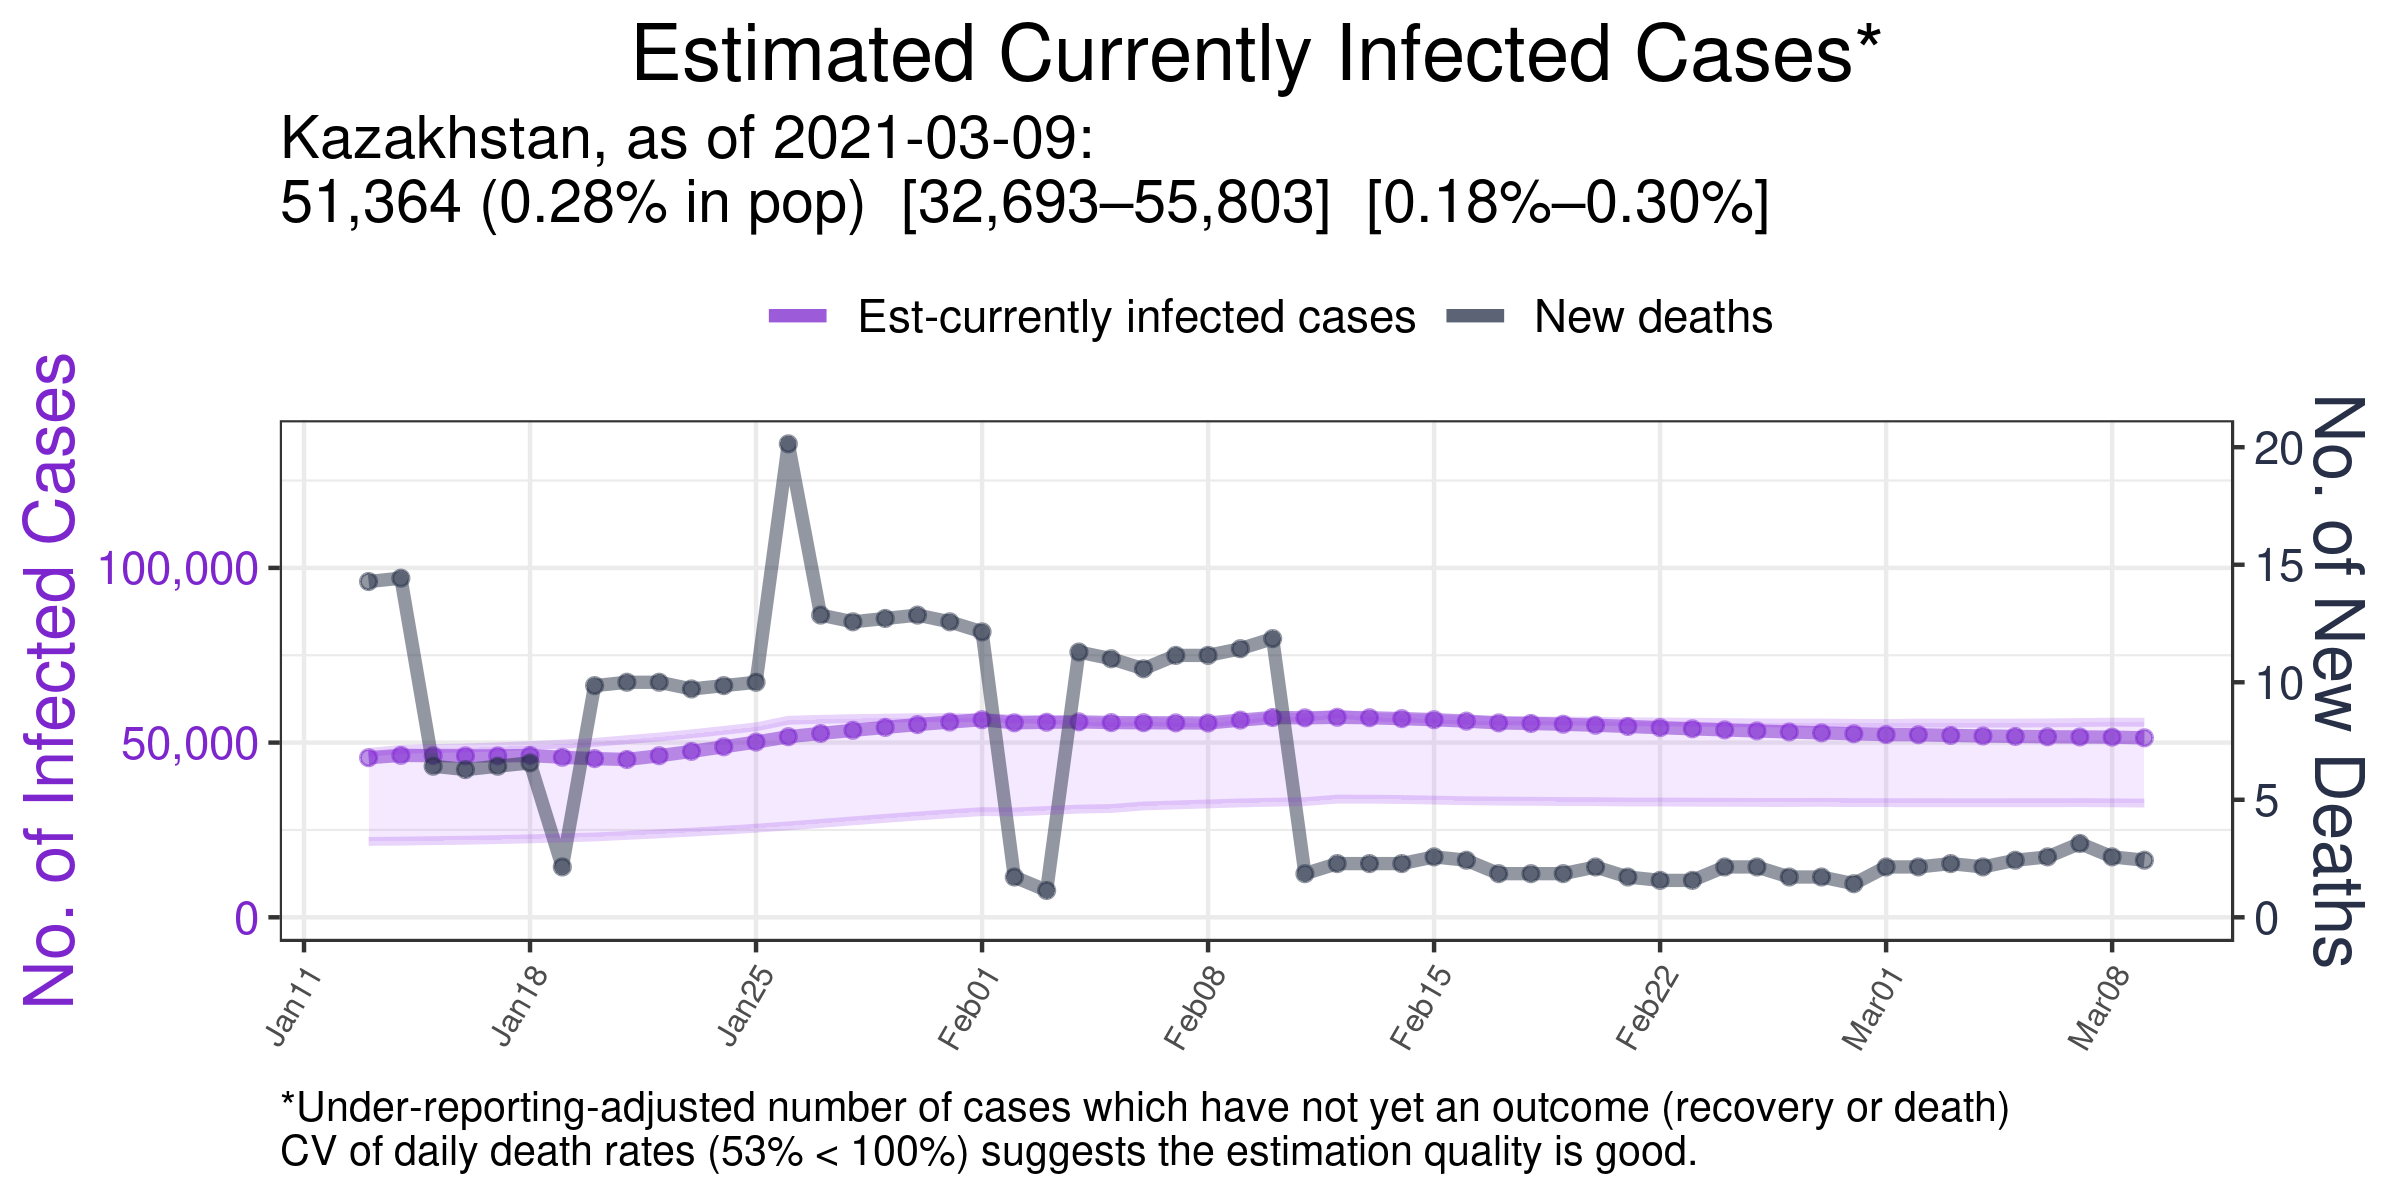 Estimated Currently Infected Cases*
Kazakhstan, as of 2021-03-09:
51,364 (0.28% in pop)  [32,693–55,803]  [0.18%–0.30%]
Est-currently infected cases
New deaths
No. of Infected Cases
100,000
50,000
0
20
15
10
5
0
No. of New Deaths
Jan11
Jan18
Jan25
Feb01
Feb08
Feb15
Feb22
Mar01
Mar08
*Under-reporting-adjusted number of cases which have not yet an outcome (recovery or death)
CV of daily death rates (53% < 100%) suggests the estimation quality is good.